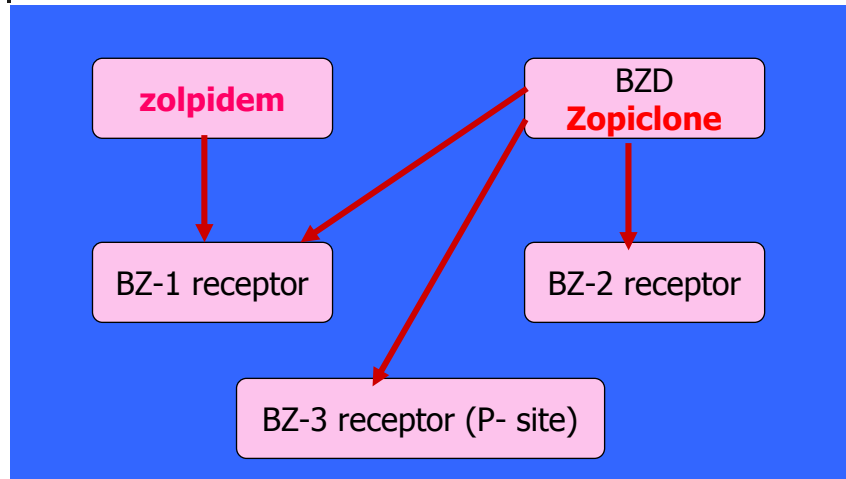 zolpidem
BZD
Zopiclone
BZ-1 receptor
BZ-2 receptor
BZ-3 receptor (P- site)